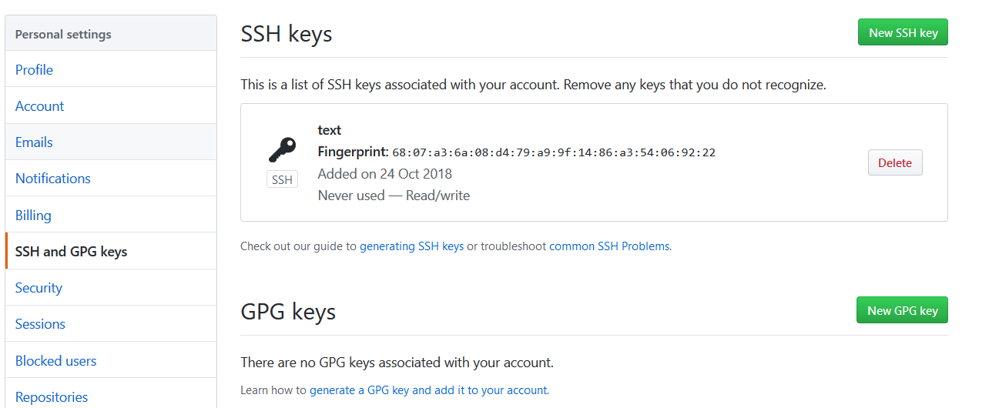 Personal settings
Profile
Account
Emails
Notifications
Billing
SSH and GPG keys
Security
Sessions
Blocked users
Repositories
SSH keys
New SSH key
This is a list of SSH keys associated with your account. Remove any keys that you do not recognize.
text
Fingerprint: 68:07:a3:6a:08:d4:79:a9:9f:14:86:a3:54:06:92:22
SSH
Added on 24 Oct 2018
Never used — Read/write
Delete
Check out our guide to generating SSH keys or troubleshoot common SSH Problems.
GPG keys
New GPG key
There are no GPG keys associated with your account.
Learn how to generate a GPG key and add it to your account.